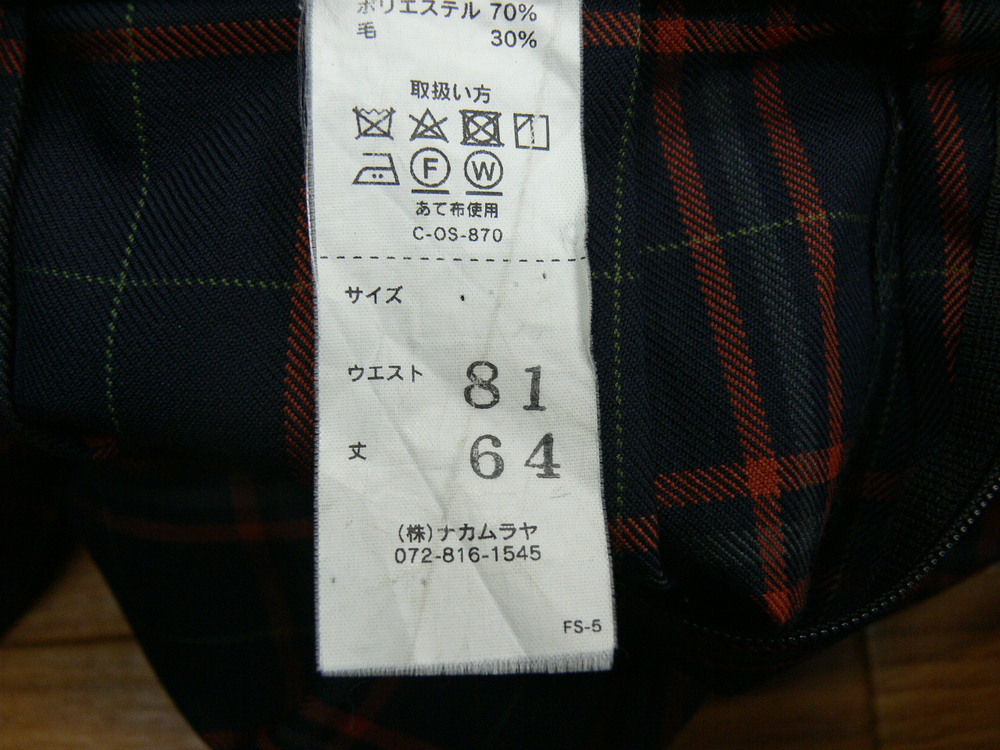 ポリエステル 70%
毛 30%
取扱い方
F W
あて布使用
C-OS-870
サイズ
ウエスト 81
丈 64
(株)ナカムラヤ
072-816-1545
FS-5